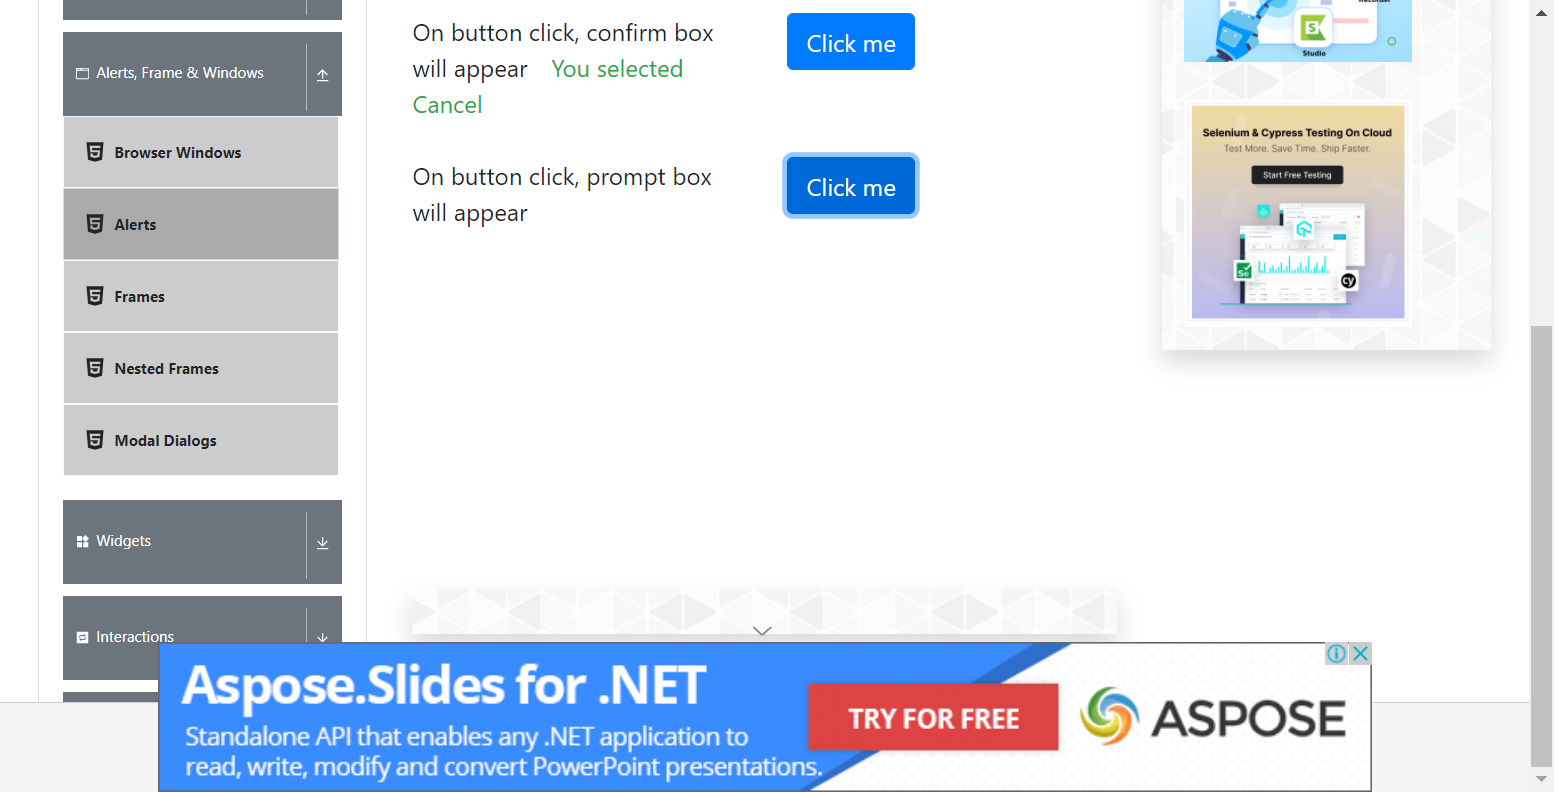 Alerts, Frame & Windows
Browser Windows
Alerts
Frames
Nested Frames
Modal Dialogs
Widgets
Interactions
On button click, confirm box
will appear You selected
Cancel
Click me
On button click, prompt box
will appear
Click me
Studio
Selenium & Cypress Testing On Cloud
Test More. Save Time. Ship Faster.
Start Free Testing
Se
cy
Aspose.Slides for .NET
Standalone API that enables any .NET application to
read, write, modify and convert PowerPoint presentations.
TRY FOR FREE
ASPOSE